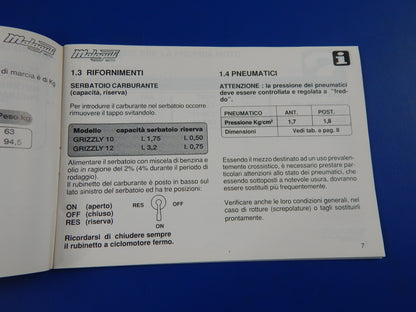 Malaguti
di marcia è di Kg
Peso kg
63
94,5
Malaguti
1.3 RIFORNIMENTI
SERBATOIO CARBURANTE
(capacità, riserva)
Per introdurre il carburante nel serbatoio occorre
rimuovere il tappo svitandolo.
Modello capacità serbatoio riserva
GRIZZLY 10 L 1,75 L 0,50
GRIZZLY 12 L 3,2 L 0,75
Alimentare il serbatoio con miscela di benzina e
olio in ragione del 2% (4% durante il periodo di
rodaggio).
Il rubinetto del carburante è posto in basso sul
lato sinistro del serbatoio ed ha tre posizioni:
ON (aperto)
OFF (chiuso)
RES (riserva)
RES OFF
ON
Ricordarsi di chiudere sempre
il rubinetto a ciclomotore fermo.
i
1.4 PNEUMATICI
ATTENZIONE : la pressione dei pneumatici
deve essere controllata e regolata a "fred-
do".
PNEUMATICO ANT. POST.
Pressione Kg/cm² 1,7 1,8
Dimensioni Vedi tab. a pag. 8
Essendo il mezzo destinato ad un uso prevalen-
temente crossistico, è necessario prestare par-
ticolari attenzioni allo stato dei pneumatici, che
essendo sottoposti a notevole usura, dovranno
essere sostituiti più frequentemente.
Verificare anche le loro condizioni generali, nel
caso di rotture (screpolature) o tagli sostituirli
prontamente.
7